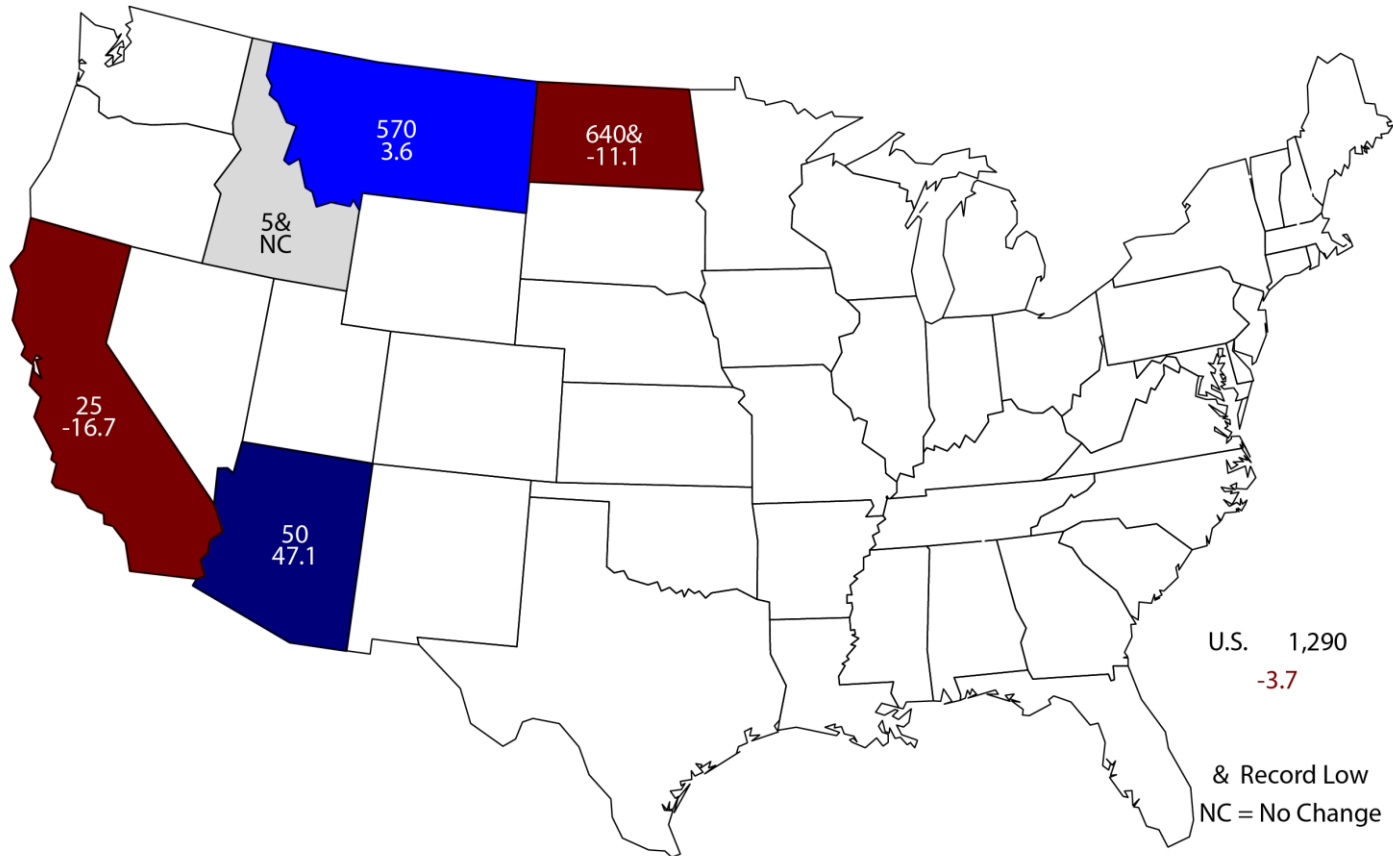 570
3.6
640&
-11.1
5&
NC
25
-16.7
50
47.1
U.S. 1,290
-3.7
& Record Low
NC = No Change